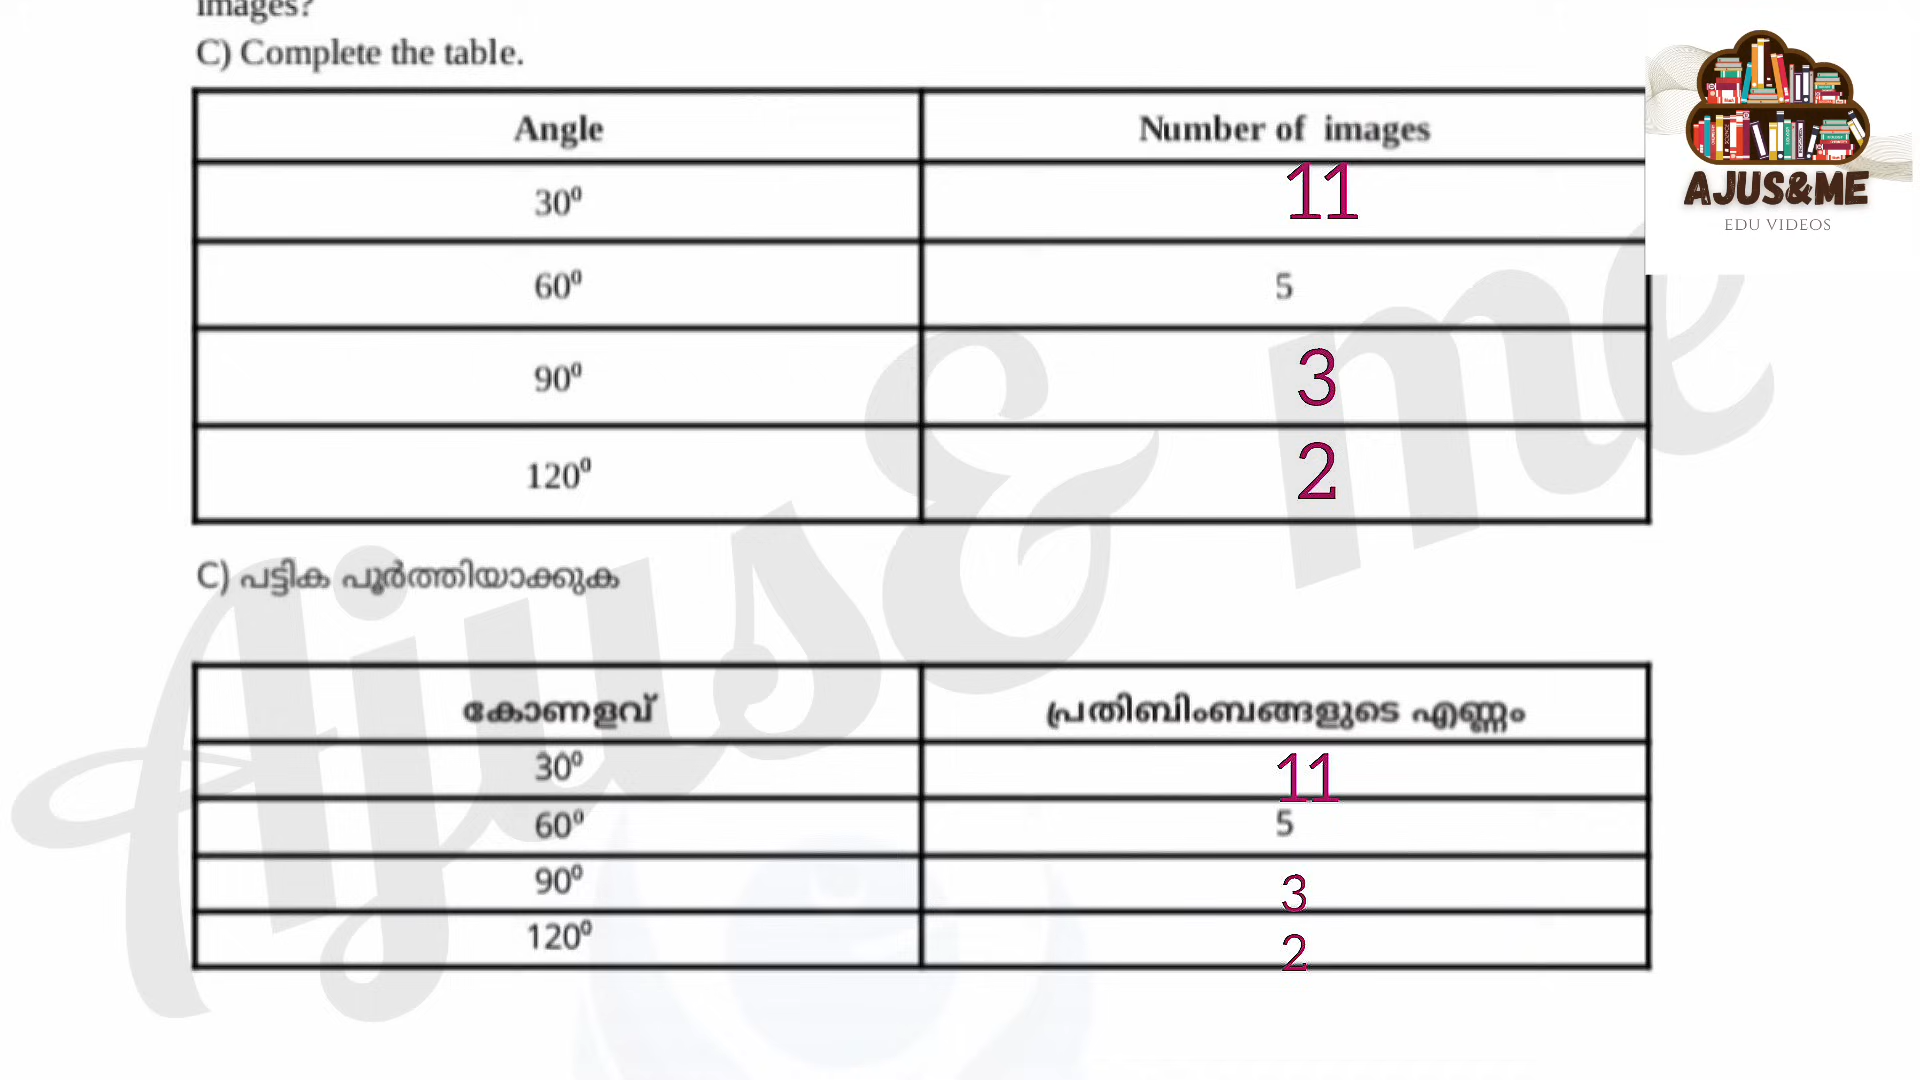 images?
C) Complete the table.
Angle Number of images
30⁰ 11
60⁰ 5
90⁰ 3
120⁰ 2
C) പട്ടിക പൂർത്തിയാക്കുക
കോണളവ് പ്രതിബിംബങ്ങളുടെ എണ്ണം
30⁰ 11
60⁰ 5
90⁰ 3
120⁰ 2
AJUS&ME
EDU VIDEOS
Ajus& me